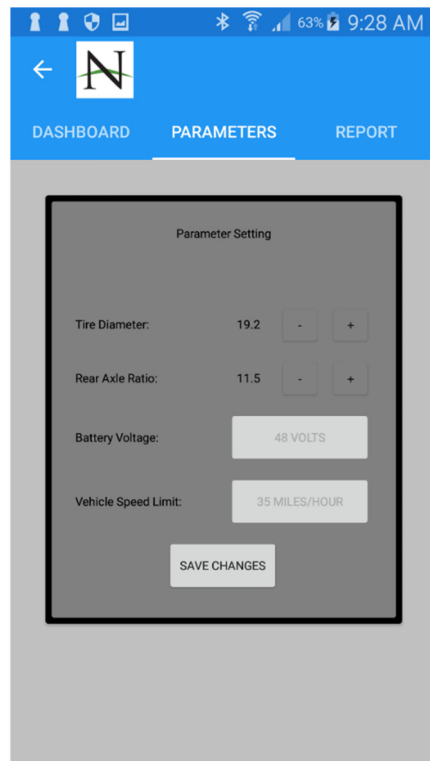 63% 9:28 AM
N
DASHBOARD PARAMETERS REPORT
Parameter Setting
Tire Diameter: 19.2 - +
Rear Axle Ratio: 11.5 - +
Battery Voltage: 48 VOLTS
Vehicle Speed Limit: 35 MILES/HOUR
SAVE CHANGES